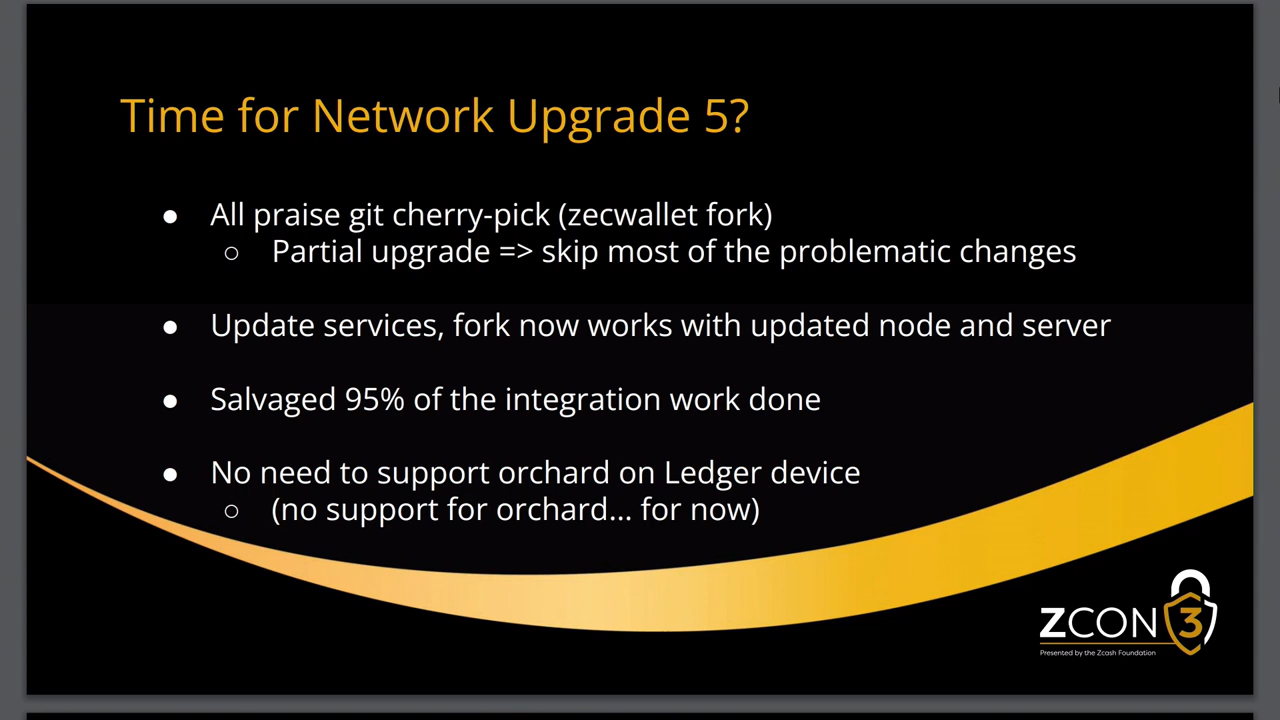 Time for Network Upgrade 5?
● All praise git cherry-pick (zecwallet fork)
○ Partial upgrade => skip most of the problematic changes
● Update services, fork now works with updated node and server
● Salvaged 95% of the integration work done
● No need to support orchard on Ledger device
○ (no support for orchard... for now)
ZCON 3
Presented by the Zcash Foundation